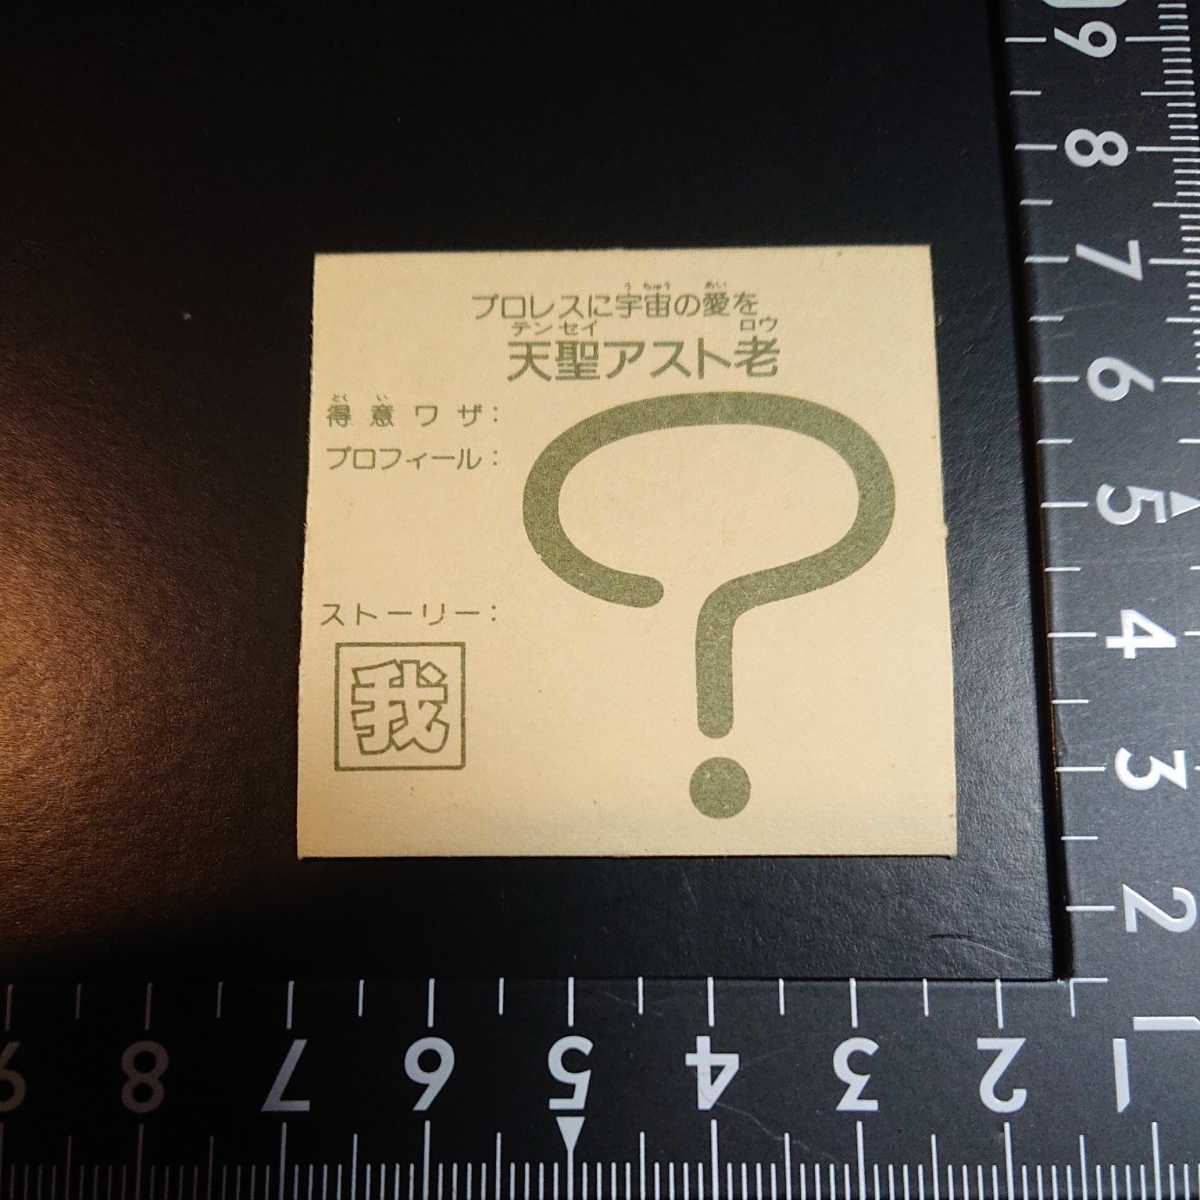 プロレスに宇宙の愛を
うちゅう あい
テンセイ ロウ
天聖アスト老
とくい
得意ワザ：
プロフィール：
ストーリー：
我
?
9
8
7
6
5
4
3
2
1
9 8 7 6 5 4 3 2 1